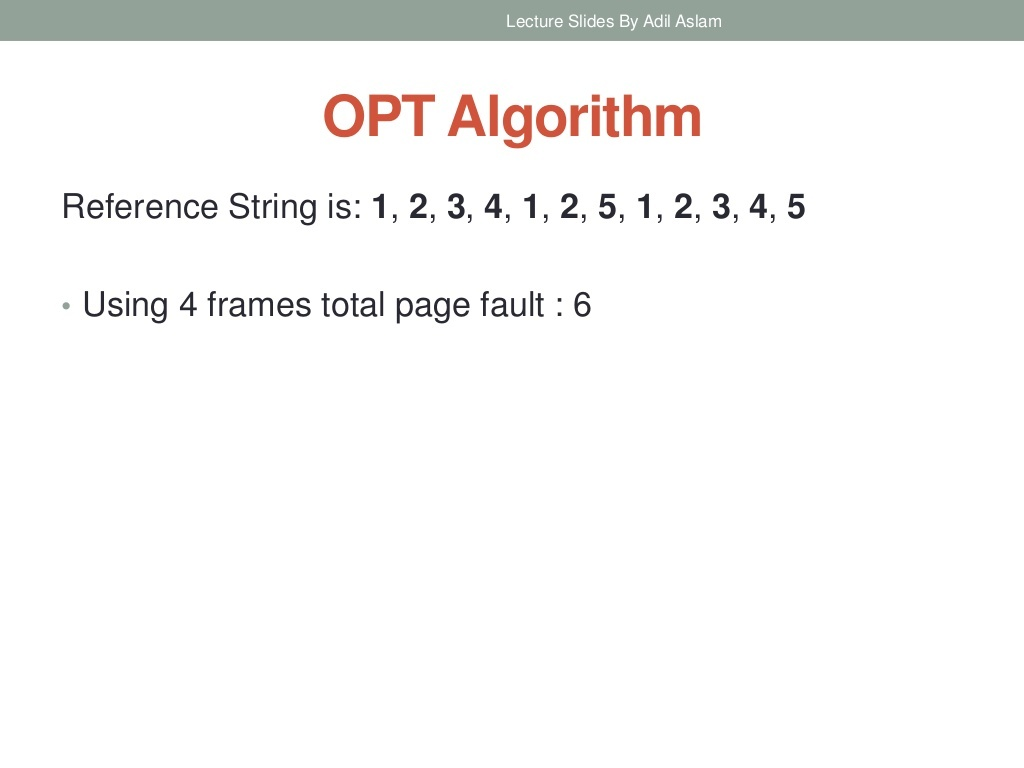 Lecture Slides By Adil Aslam
OPT Algorithm
Reference String is: 1, 2, 3, 4, 1, 2, 5, 1, 2, 3, 4, 5
• Using 4 frames total page fault : 6